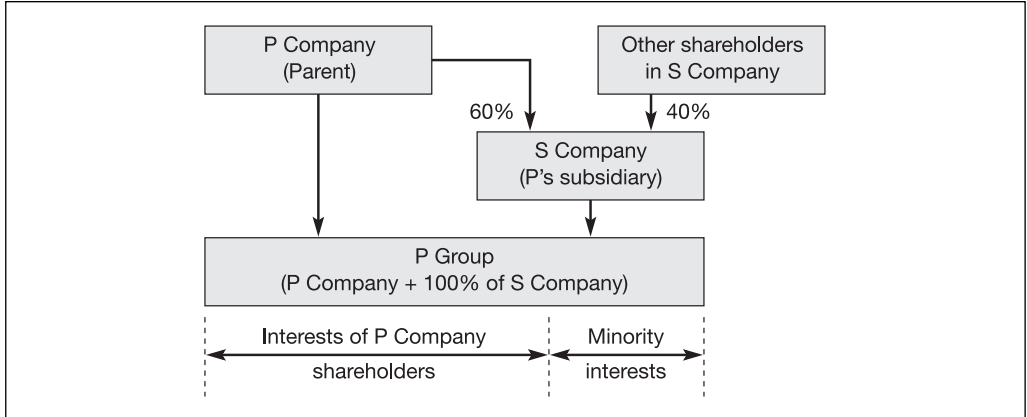 P Company
(Parent)
Other shareholders
in S Company
60%
40%
S Company
(P's subsidiary)
P Group
(P Company + 100% of S Company)
Interests of P Company
shareholders
Minority
interests